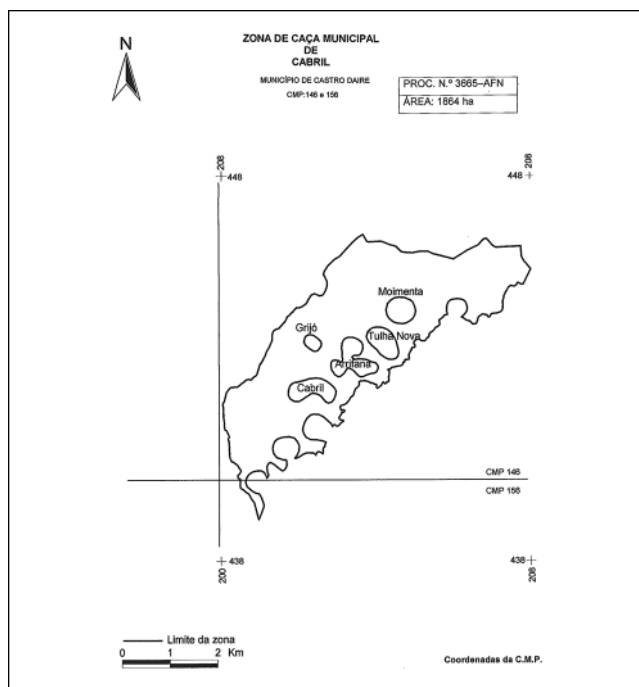 N
ZONA DE CAÇA MUNICIPAL
DE
CABRIL
MUNICÍPIO DE CASTRO DAIRE
CMP:146 e 156
PROC. N.º 3665–AFN
ÁREA: 1864 ha
208
448
208
448
Moimenta
Tulha Nova
Grijó
Arrifana
Cabril
CMP 146
CMP 156
438
200
438
208
Limite da zona
0 1 2 Km
Coordenadas da C.M.P.